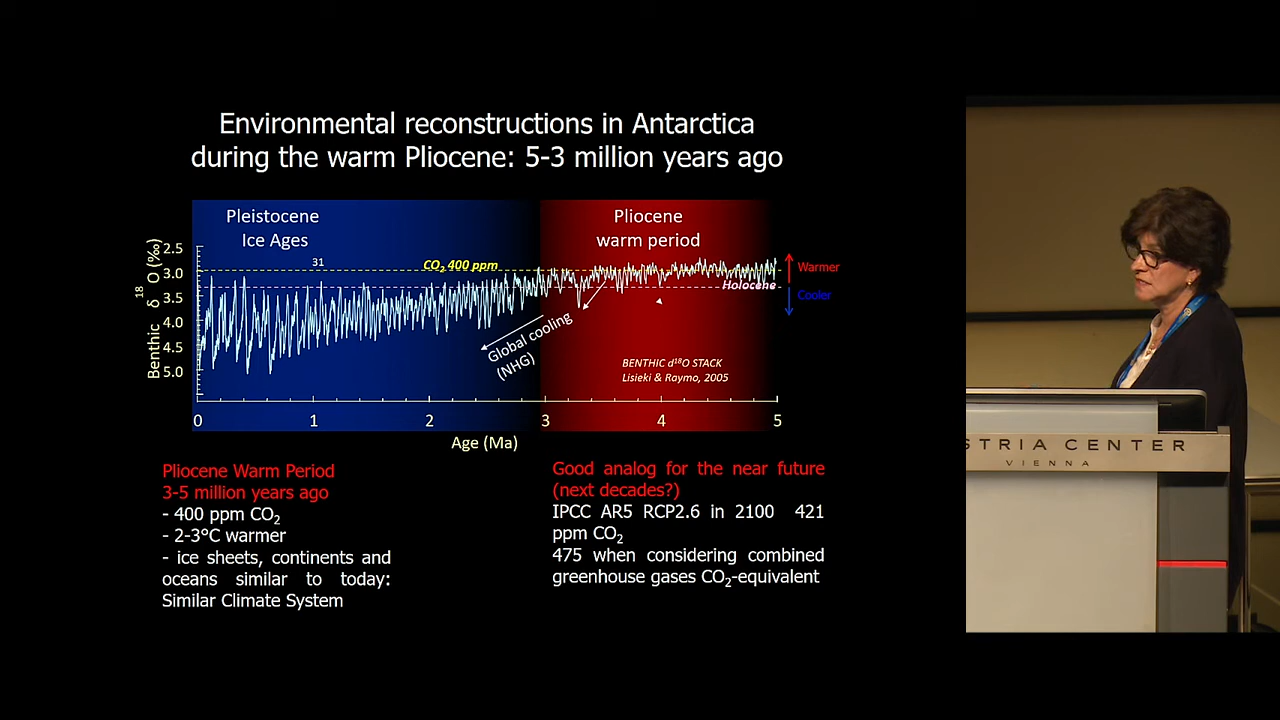 Environmental reconstructions in Antarctica
during the warm Pliocene: 5-3 million years ago
Pleistocene
Ice Ages
Pliocene
warm period
Benthic δ18O (‰)
2.5
3.0
3.5
4.0
4.5
5.0
31
CO2 400 ppm
Holocene
Warmer
Cooler
Global cooling
(NHG)
BENTHIC d18O STACK
Lisieki & Raymo, 2005
0 1 2 3 4 5
Age (Ma)
Pliocene Warm Period
3-5 million years ago
- 400 ppm CO2
- 2-3°C warmer
- ice sheets, continents and
oceans similar to today:
Similar Climate System
Good analog for the near future
(next decades?)
IPCC AR5 RCP2.6 in 2100 421
ppm CO2
475 when considering combined
greenhouse gases CO2-equivalent
STRIA CENTER
VIENNA